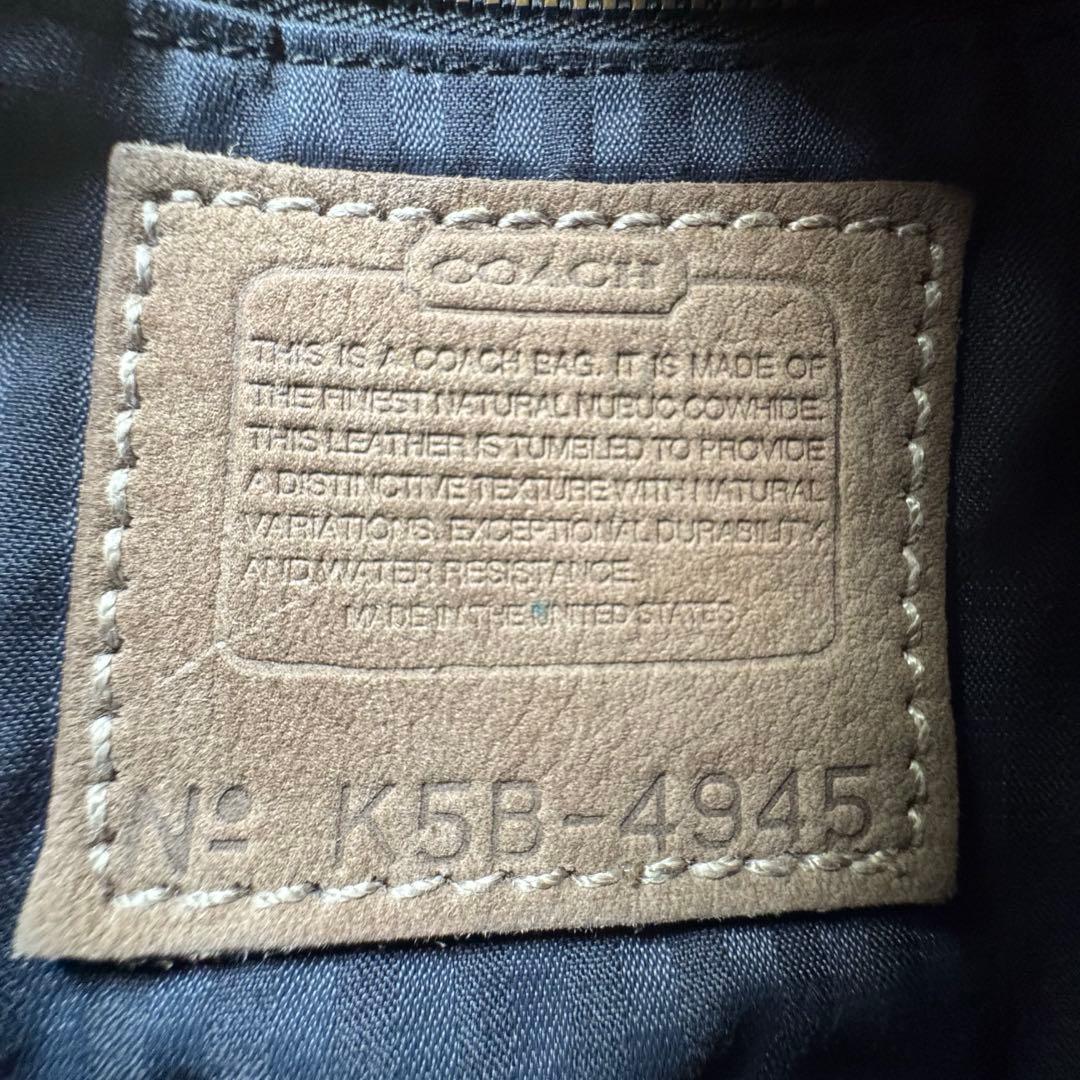 COACH
THIS IS A COACH BAG. IT IS MADE OF
THE FINEST NATURAL NUBUC COWHIDE.
THIS LEATHER IS TUMBLED TO PROVIDE
A DISTINCTIVE TEXTURE WITH NATURAL
VARIATIONS, EXCEPTIONAL DURABILITY,
AND WATER RESISTANCE.
MADE IN THE UNITED STATES
Nº K5B-4945